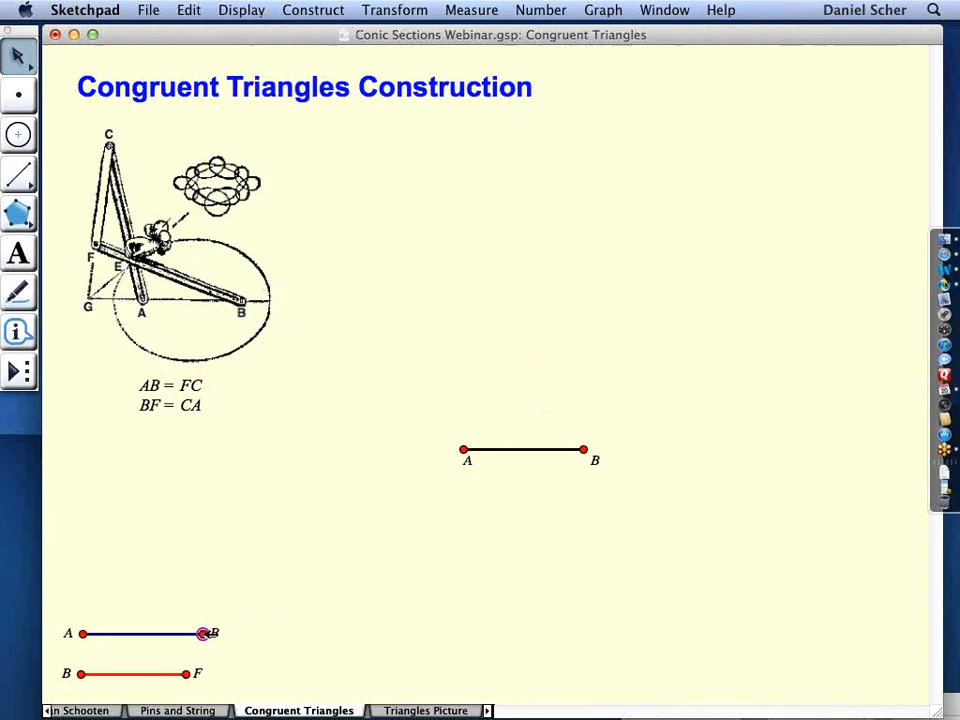 Sketchpad File Edit Display Construct Transform Measure Number Graph Window Help Daniel Scher
Conic Sections Webinar.gsp: Congruent Triangles
Congruent Triangles Construction
C
F
E
G
A
B
AB = FC
BF = CA
A
B
A
B
A
B F
an Schooten Pins and String Congruent Triangles Triangles Picture